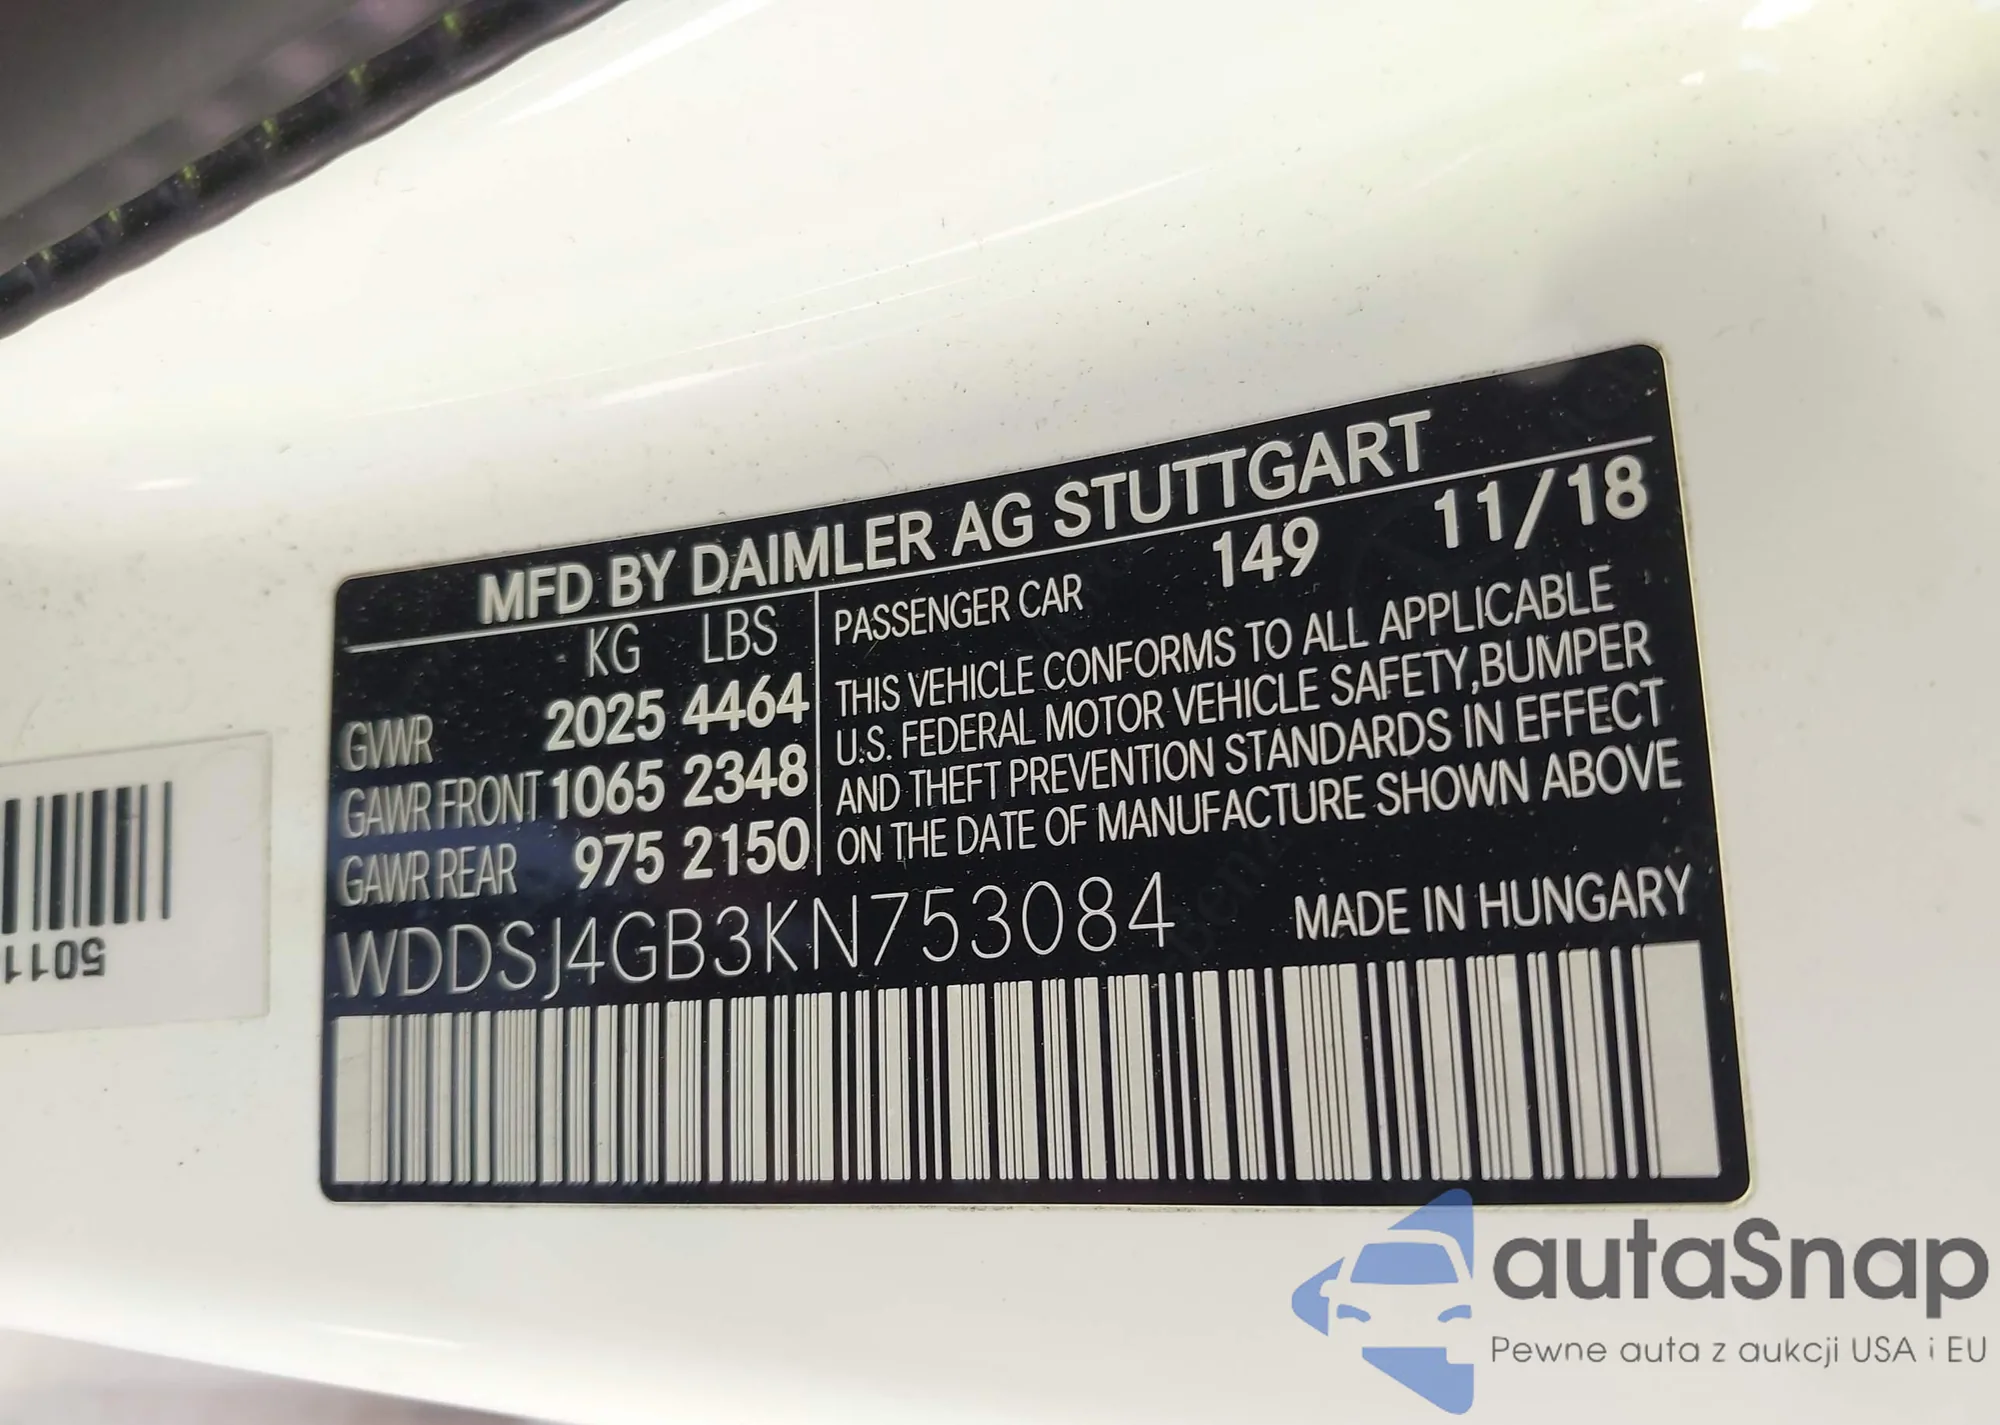 MFD BY DAIMLER AG STUTTGART
KG LBS
GVWR 2025 4464
GAWR FRONT 1065 2348
GAWR REAR 975 2150
PASSENGER CAR 149 11/18
THIS VEHICLE CONFORMS TO ALL APPLICABLE
U.S. FEDERAL MOTOR VEHICLE SAFETY, BUMPER
AND THEFT PREVENTION STANDARDS IN EFFECT
ON THE DATE OF MANUFACTURE SHOWN ABOVE
WDDSJ4GB3KN753084
MADE IN HUNGARY
autaSnap
Pewne auta z aukcji USA i EU